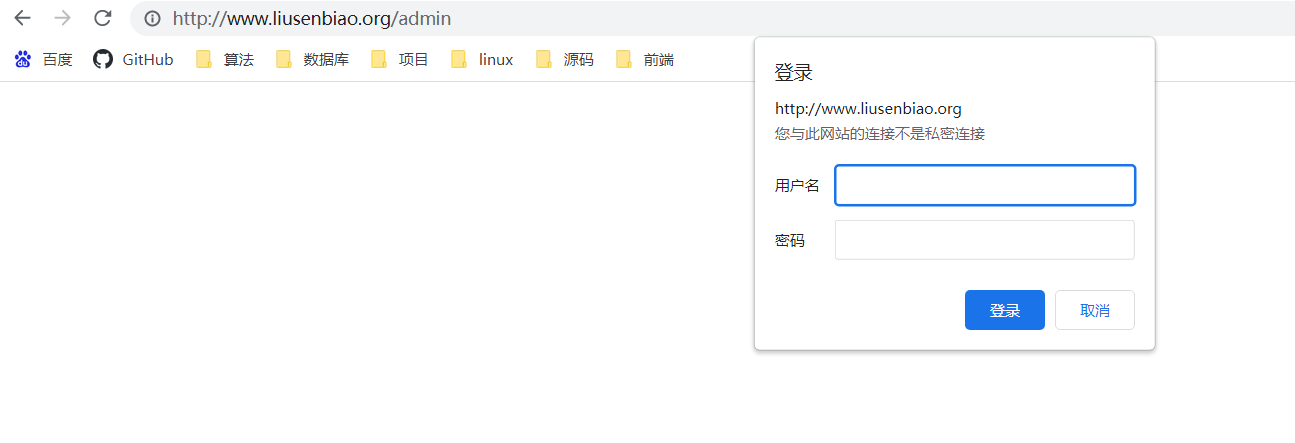 http://www.liusenbiao.org/admin
百度 GitHub 算法 数据库 项目 linux 源码 前端
登录
http://www.liusenbiao.org
您与此网站的连接不是私密连接
用户名
密码
登录 取消